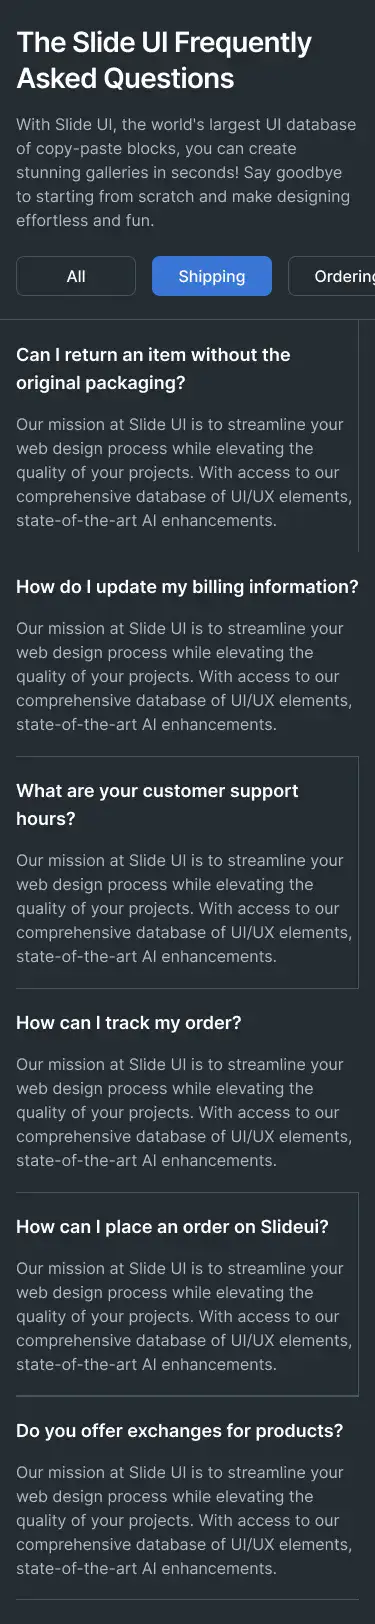 The Slide UI Frequently
Asked Questions
With Slide UI, the world's largest UI database
of copy-paste blocks, you can create
stunning galleries in seconds! Say goodbye
to starting from scratch and make designing
effortless and fun.
All
Shipping
Ordering
Can I return an item without the
original packaging?
Our mission at Slide UI is to streamline your
web design process while elevating the
quality of your projects. With access to our
comprehensive database of UI/UX elements,
state-of-the-art AI enhancements.
How do I update my billing information?
Our mission at Slide UI is to streamline your
web design process while elevating the
quality of your projects. With access to our
comprehensive database of UI/UX elements,
state-of-the-art AI enhancements.
What are your customer support
hours?
Our mission at Slide UI is to streamline your
web design process while elevating the
quality of your projects. With access to our
comprehensive database of UI/UX elements,
state-of-the-art AI enhancements.
How can I track my order?
Our mission at Slide UI is to streamline your
web design process while elevating the
quality of your projects. With access to our
comprehensive database of UI/UX elements,
state-of-the-art AI enhancements.
How can I place an order on Slideui?
Our mission at Slide UI is to streamline your
web design process while elevating the
quality of your projects. With access to our
comprehensive database of UI/UX elements,
state-of-the-art AI enhancements.
Do you offer exchanges for products?
Our mission at Slide UI is to streamline your
web design process while elevating the
quality of your projects. With access to our
comprehensive database of UI/UX elements,
state-of-the-art AI enhancements.